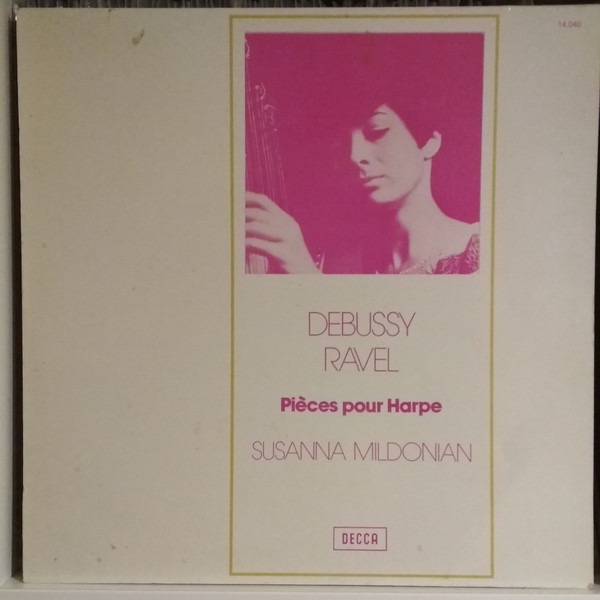 14.040
DEBUSSY
RAVEL
Pièces pour Harpe
SUSANNA MILDONIAN
DECCA